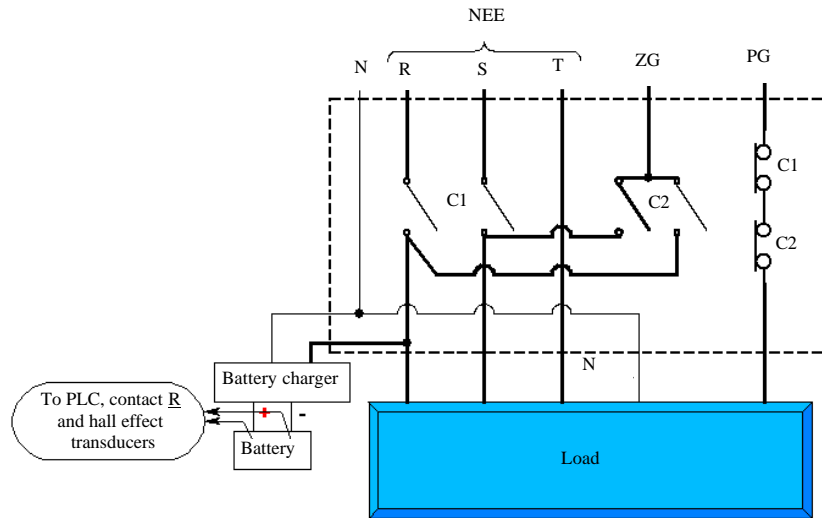 NEE
N
R
S
T
ZG
PG
C1
C2
C1
C2
N
Battery charger
To PLC, contact R
and hall effect
transducers
+
-
Battery
Load